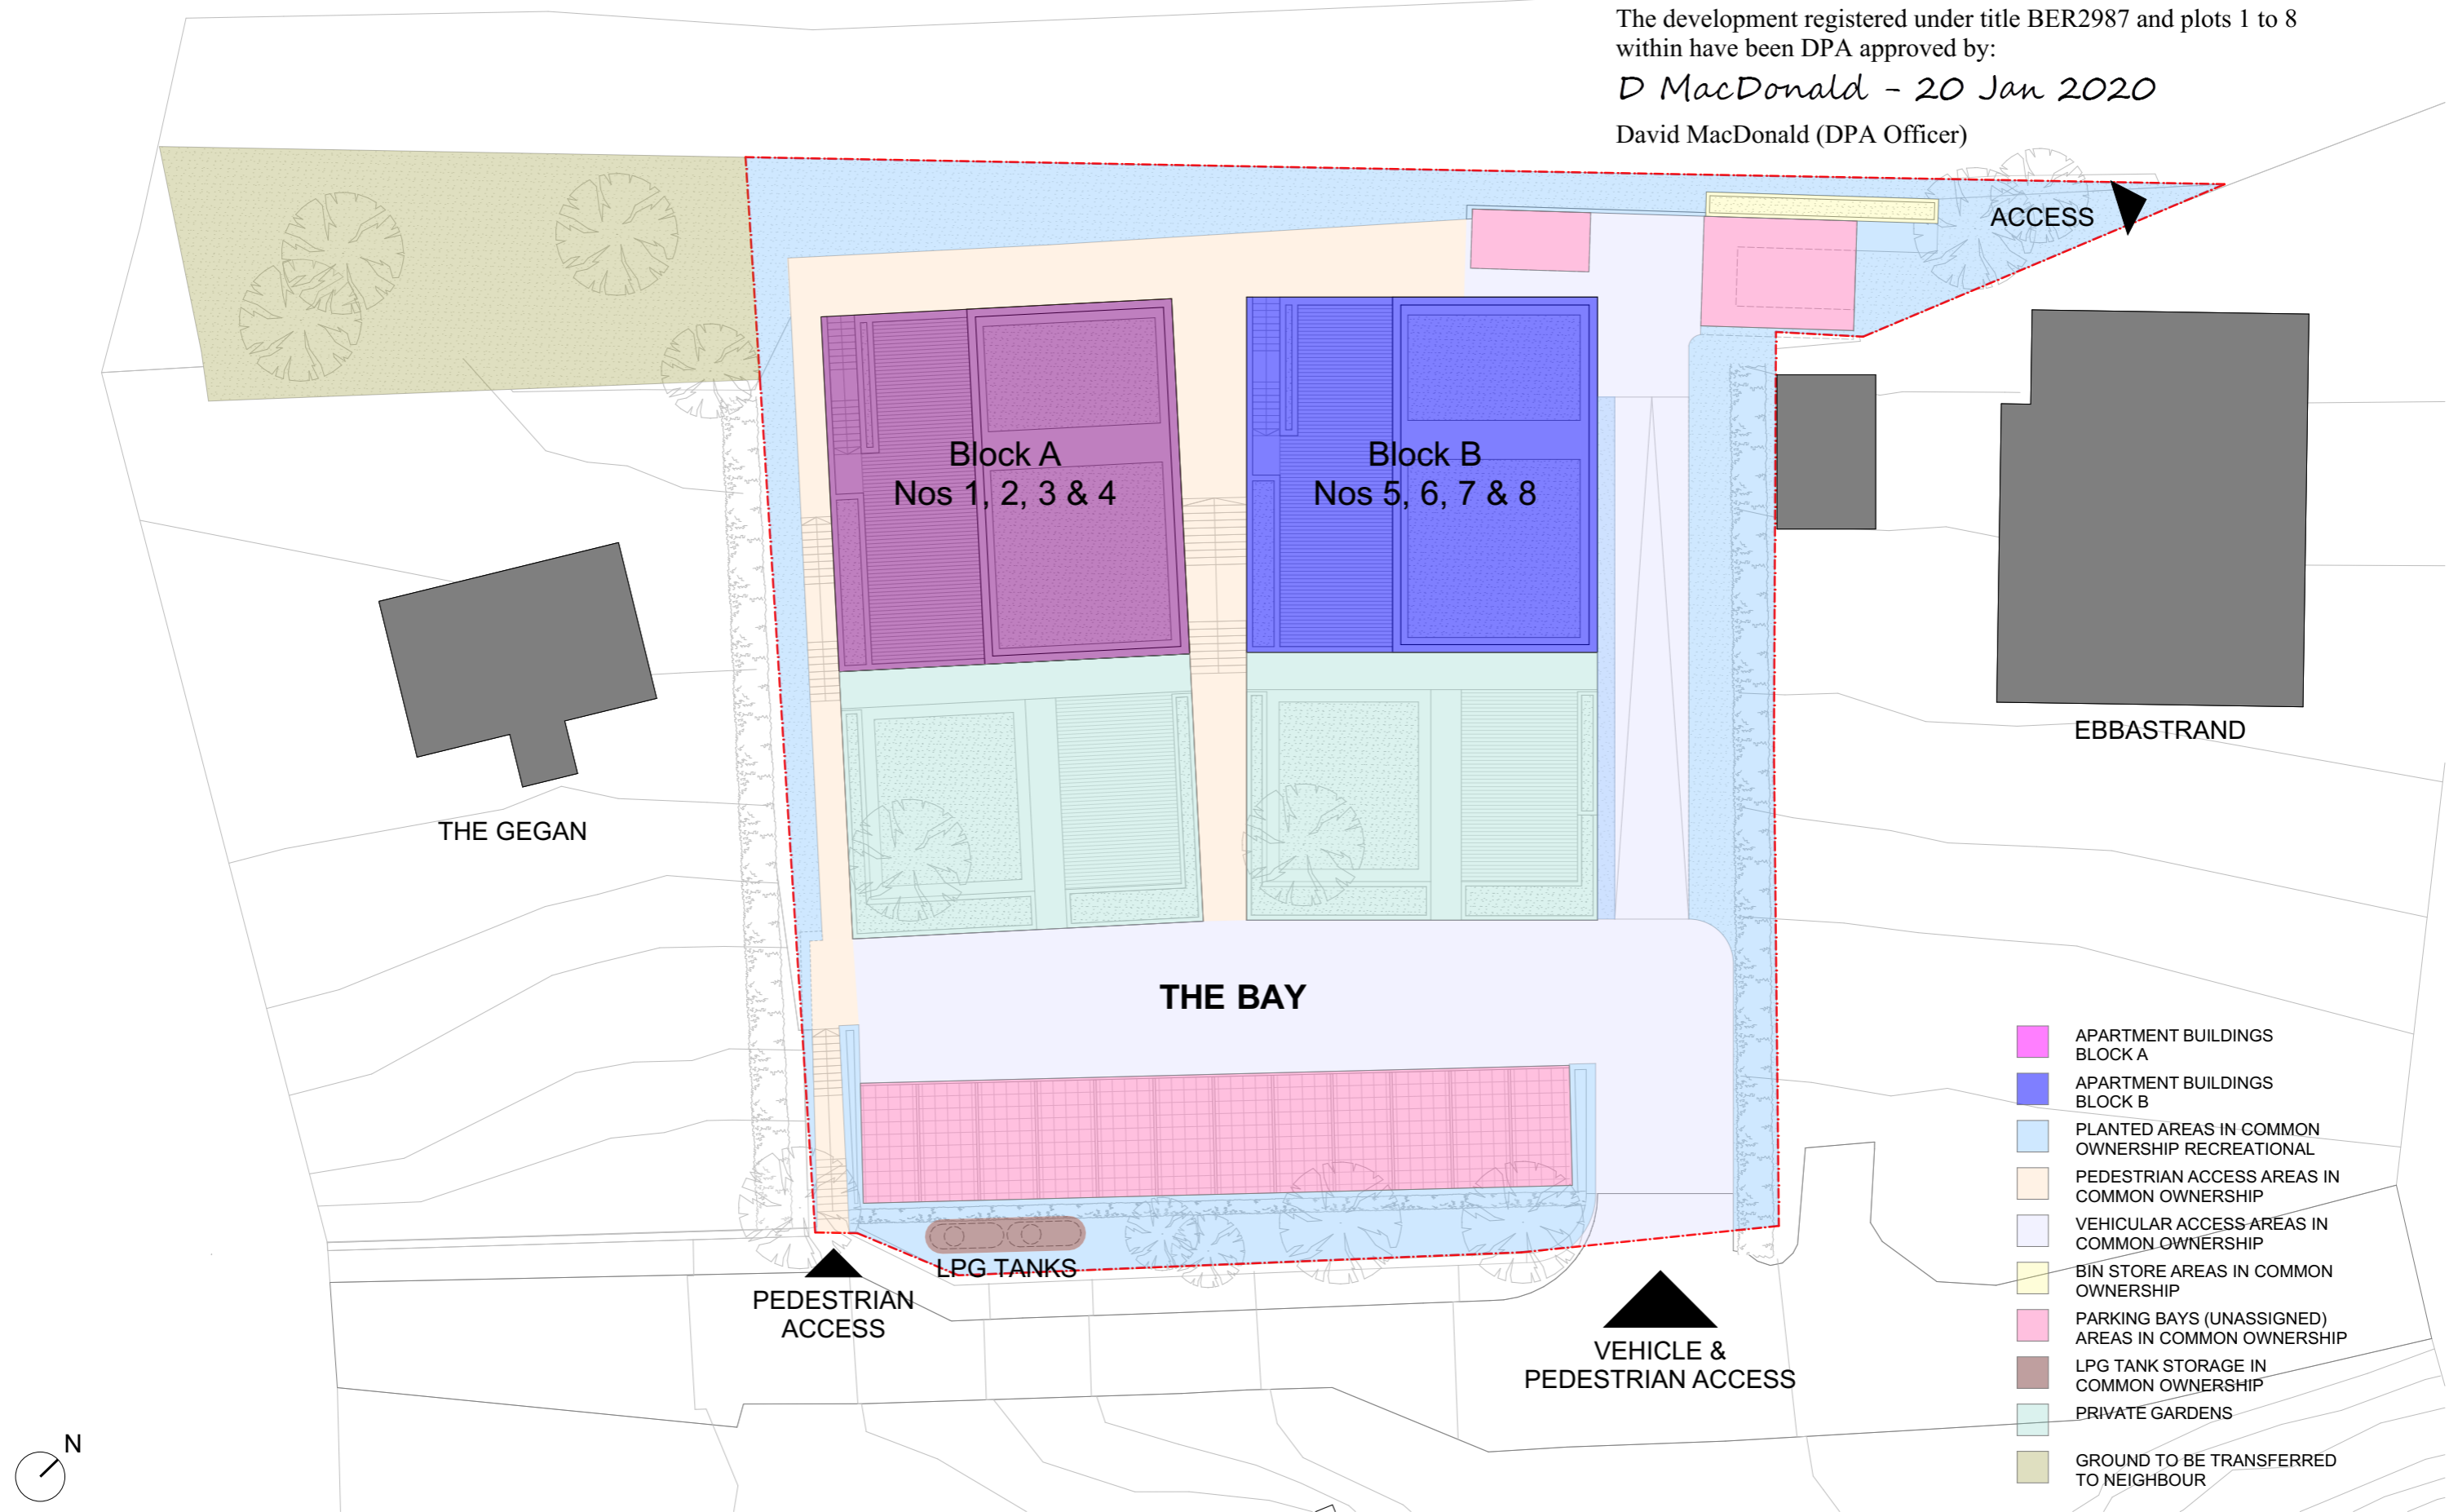 The development registered under title BER2987 and plots 1 to 8
within have been DPA approved by:
D MacDonald - 20 Jan 2020
David MacDonald (DPA Officer)
ACCESS
Block A
Nos 1, 2, 3 & 4
Block B
Nos 5, 6, 7 & 8
EBBASTRAND
THE GEGAN
THE BAY
LPG TANKS
PEDESTRIAN
ACCESS
VEHICLE &
PEDESTRIAN ACCESS
APARTMENT BUILDINGS
BLOCK A
APARTMENT BUILDINGS
BLOCK B
PLANTED AREAS IN COMMON
OWNERSHIP RECREATIONAL
PEDESTRIAN ACCESS AREAS IN
COMMON OWNERSHIP
VEHICULAR ACCESS AREAS IN
COMMON OWNERSHIP
BIN STORE AREAS IN COMMON
OWNERSHIP
PARKING BAYS (UNASSIGNED)
AREAS IN COMMON OWNERSHIP
LPG TANK STORAGE IN
COMMON OWNERSHIP
PRIVATE GARDENS
GROUND TO BE TRANSFERRED
TO NEIGHBOUR
N